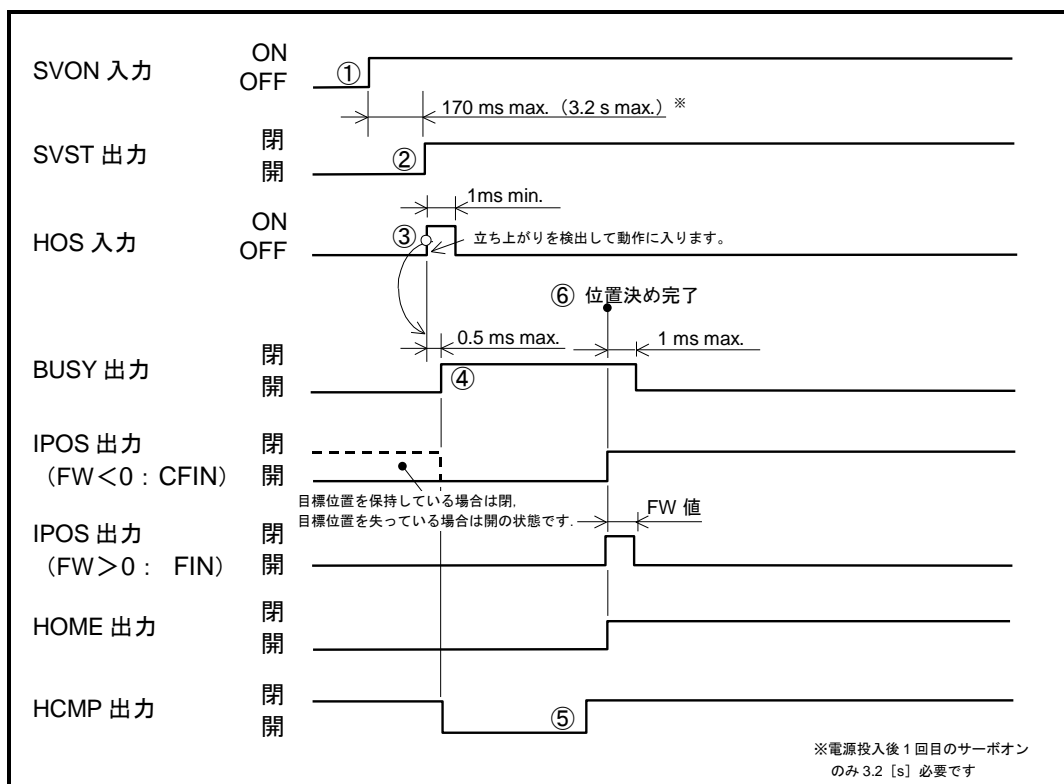 SVON 入力
ON
OFF
①
170 ms max.（3.2 s max.）※
SVST 出力
閉
開
②
HOS 入力
ON
OFF
③
1ms min.
立ち上がりを検出して動作に入ります。
⑥ 位置決め完了
0.5 ms max.
1 ms max.
BUSY 出力
閉
開
④
IPOS 出力
（FW＜0：CFIN）
閉
開
目標位置を保持している場合は閉,
目標位置を失っている場合は開の状態です.
FW 値
IPOS 出力
（FW＞0： FIN）
閉
開
HOME 出力
閉
開
HCMP 出力
閉
開
⑤
※電源投入後1回目のサーボオン
のみ 3.2［s］必要です